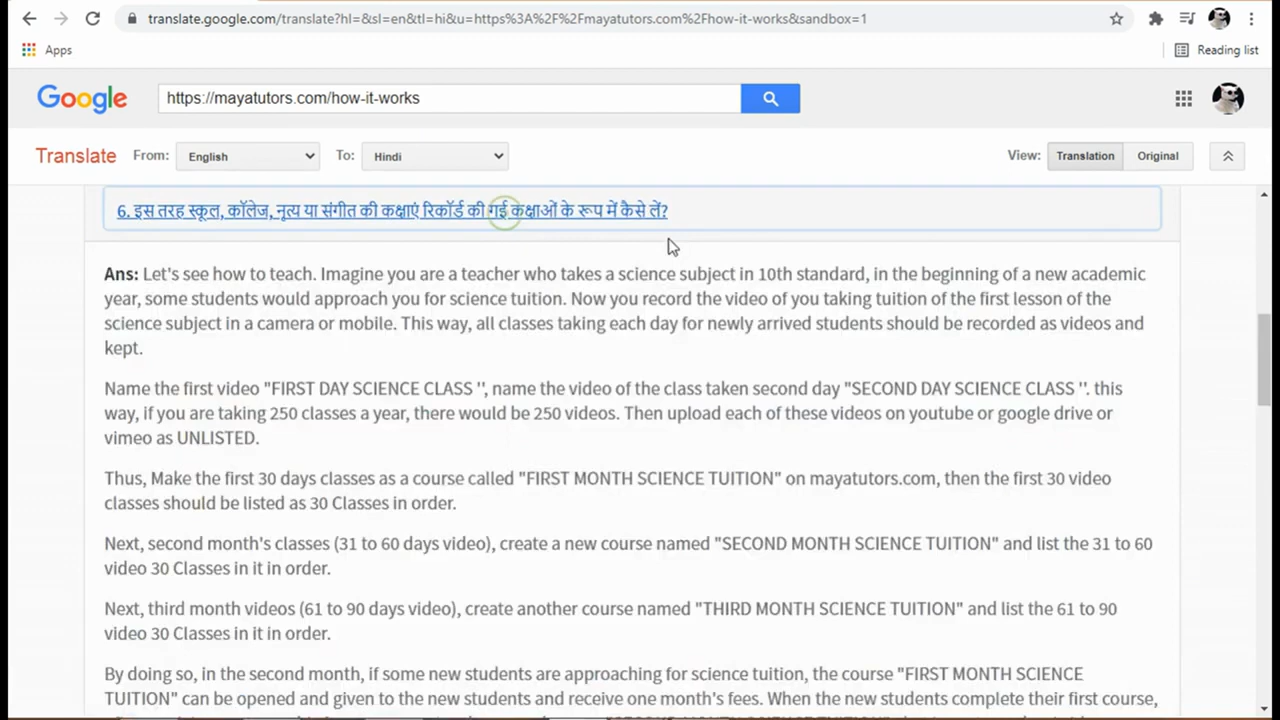 translate.google.com/translate?hl=&sl=en&tl=hi&u=https%3A%2F%2Fmayatutors.com%2Fhow-it-works&sandbox=1
Apps
Reading list
Google
https://mayatutors.com/how-it-works
Translate
From:
English
To:
Hindi
View:
Translation
Original
6. इस तरह स्कूल, कॉलेज, नृत्य या संगीत की कक्षाएं रिकॉर्ड की गई कक्षाओं के रूप में कैसे लें?
Ans: Let's see how to teach. Imagine you are a teacher who takes a science subject in 10th standard, in the beginning of a new academic
year, some students would approach you for science tuition. Now you record the video of you taking tuition of the first lesson of the
science subject in a camera or mobile. This way, all classes taking each day for newly arrived students should be recorded as videos and
kept.
Name the first video "FIRST DAY SCIENCE CLASS '', name the video of the class taken second day "SECOND DAY SCIENCE CLASS ''. this
way, if you are taking 250 classes a year, there would be 250 videos. Then upload each of these videos on youtube or google drive or
vimeo as UNLISTED.
Thus, Make the first 30 days classes as a course called "FIRST MONTH SCIENCE TUITION" on mayatutors.com, then the first 30 video
classes should be listed as 30 Classes in order.
Next, second month's classes (31 to 60 days video), create a new course named "SECOND MONTH SCIENCE TUITION" and list the 31 to 60
video 30 Classes in it in order.
Next, third month videos (61 to 90 days video), create another course named "THIRD MONTH SCIENCE TUITION" and list the 61 to 90
video 30 Classes in it in order.
By doing so, in the second month, if some new students are approaching for science tuition, the course "FIRST MONTH SCIENCE
TUITION" can be opened and given to the new students and receive one month's fees. When the new students complete their first course,